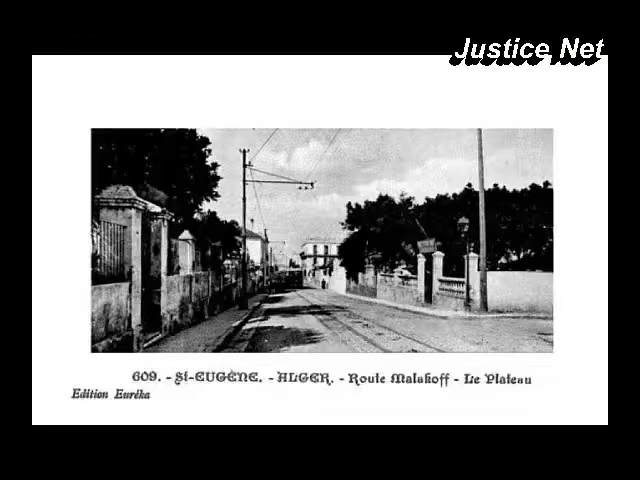 Justice Net
609. - St-EUGÈNE. - ALGER. - Route Malakoff - Le Plateau
Edition Euréka